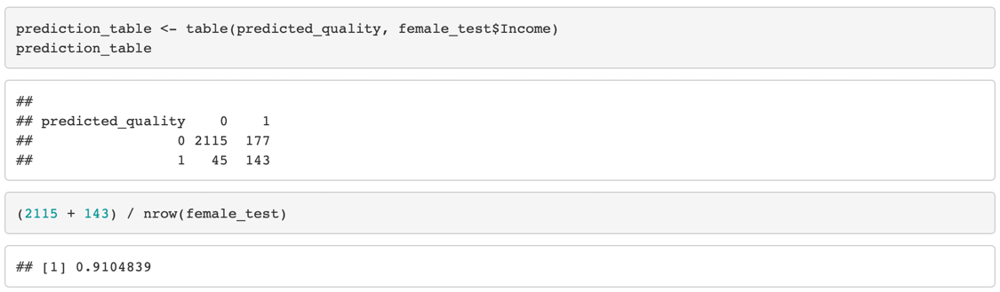 prediction_table <- table(predicted_quality, female_test$Income)
prediction_table
##
## predicted_quality    0    1
##                 0 2115  177
##                 1   45  143
(2115 + 143) / nrow(female_test)
## [1] 0.9104839